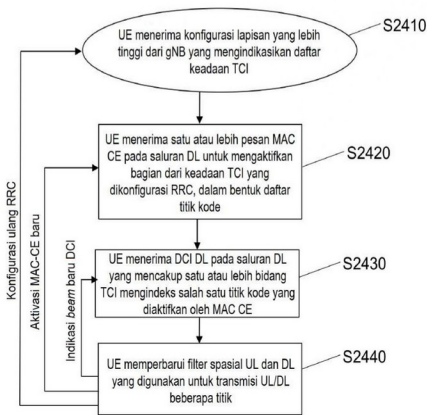 S2410
UE menerima konfigurasi lapisan yang lebih
tinggi dari gNB yang mengindikasikan daftar
keadaan TCI
S2420
UE menerima satu atau lebih pesan MAC
CE pada saluran DL untuk mengaktifkan
bagian dari keadaan TCI yang
dikonfigurasi RRC, dalam bentuk daftar
titik kode
S2430
UE menerima DCI DL pada saluran DL
yang mencakup satu atau lebih bidang
TCI mengindeks salah satu titik kode yang
diaktifkan oleh MAC CE
S2440
UE memperbarui filter spasial UL dan DL
yang digunakan untuk transmisi UL/DL
beberapa titik
Konfigurasi ulang RRC
Aktivasi MAC-CE baru
Indikasi beam baru DCI